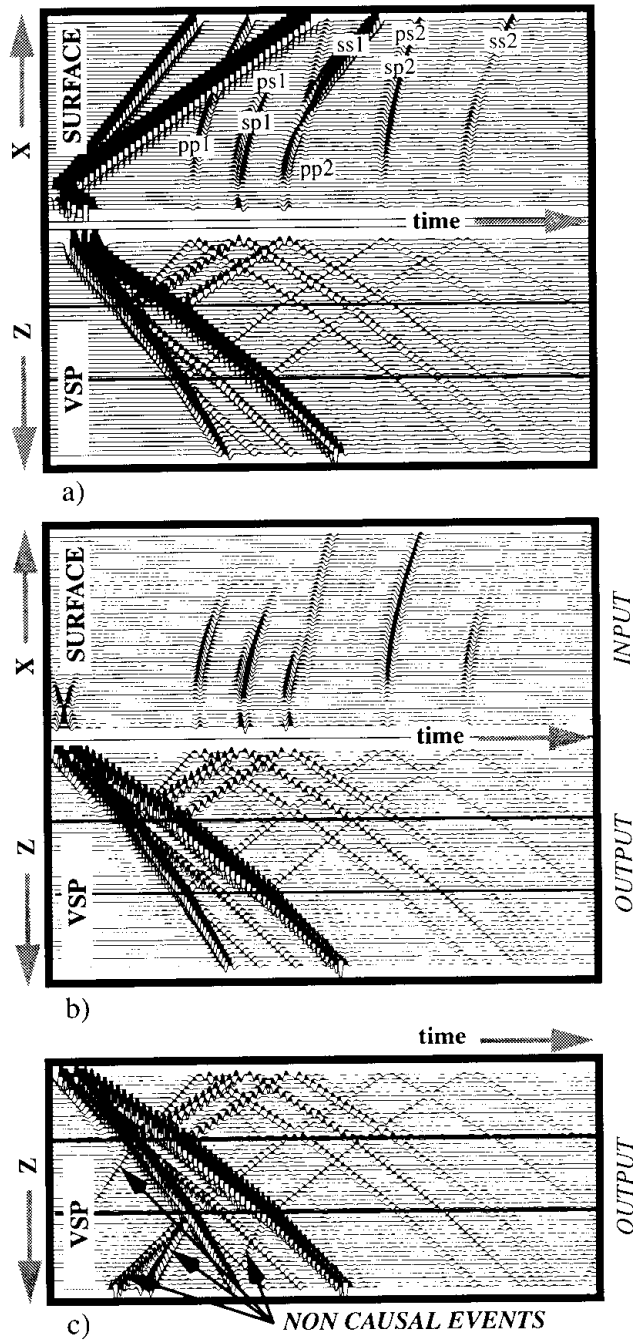 SURFACE
X
ps2
ss2
ss1
ps1
sp2
sp1
pp1
pp2
time
Z
VSP
a)
SURFACE
X
INPUT
time
Z
VSP
OUTPUT
b)
time
Z
VSP
OUTPUT
NON CAUSAL EVENTS
c)